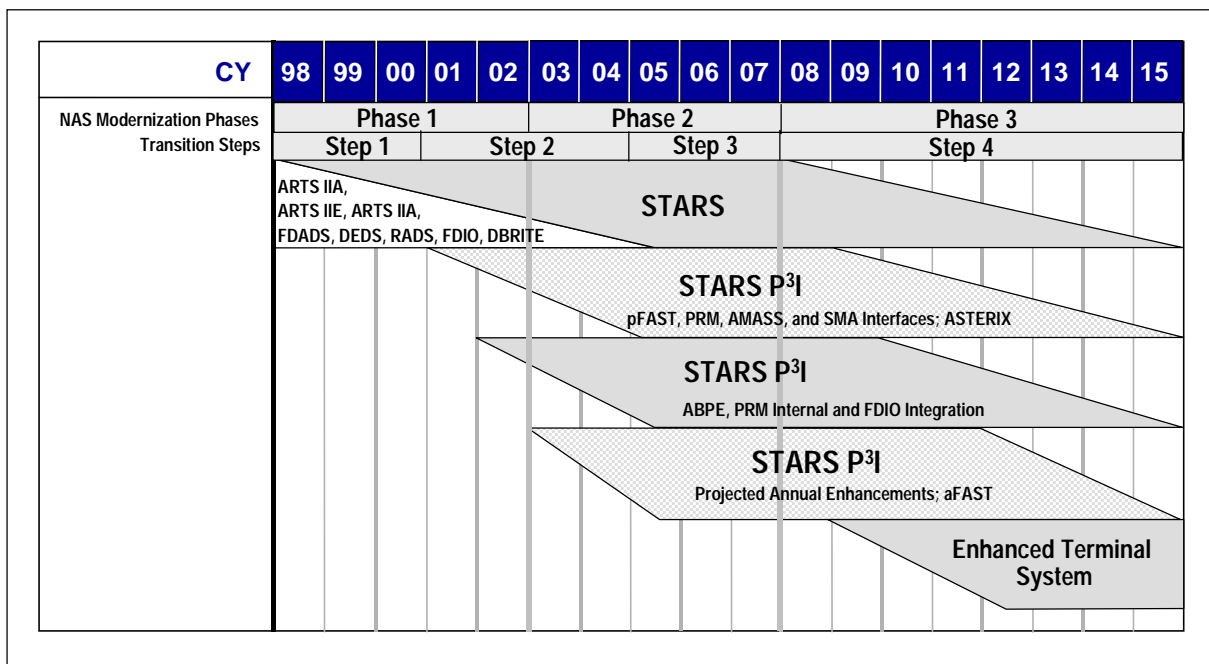 CY 98 99 00 01 02 03 04 05 06 07 08 09 10 11 12 13 14 15
NAS Modernization Phases Phase 1 Phase 2 Phase 3
Transition Steps Step 1 Step 2 Step 3 Step 4
ARTS IIA,
ARTS IIE, ARTS IIA,
FDADS, DEDS, RADS, FDIO, DBRITE
STARS
STARS P³I
pFAST, PRM, AMASS, and SMA Interfaces; ASTERIX
STARS P³I
ABPE, PRM Internal and FDIO Integration
STARS P³I
Projected Annual Enhancements; aFAST
Enhanced Terminal
System